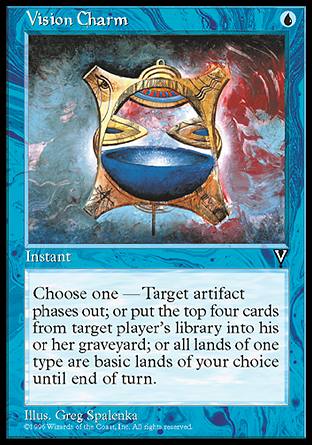 Vision Charm
Instant
Choose one — Target artifact
phases out; or put the top four cards
from target player's library into his
or her graveyard; or all lands of one
type are basic lands of your choice
until end of turn.
Illus. Greg Spalenka
©1996 Wizards of the Coast, Inc. All rights reserved.